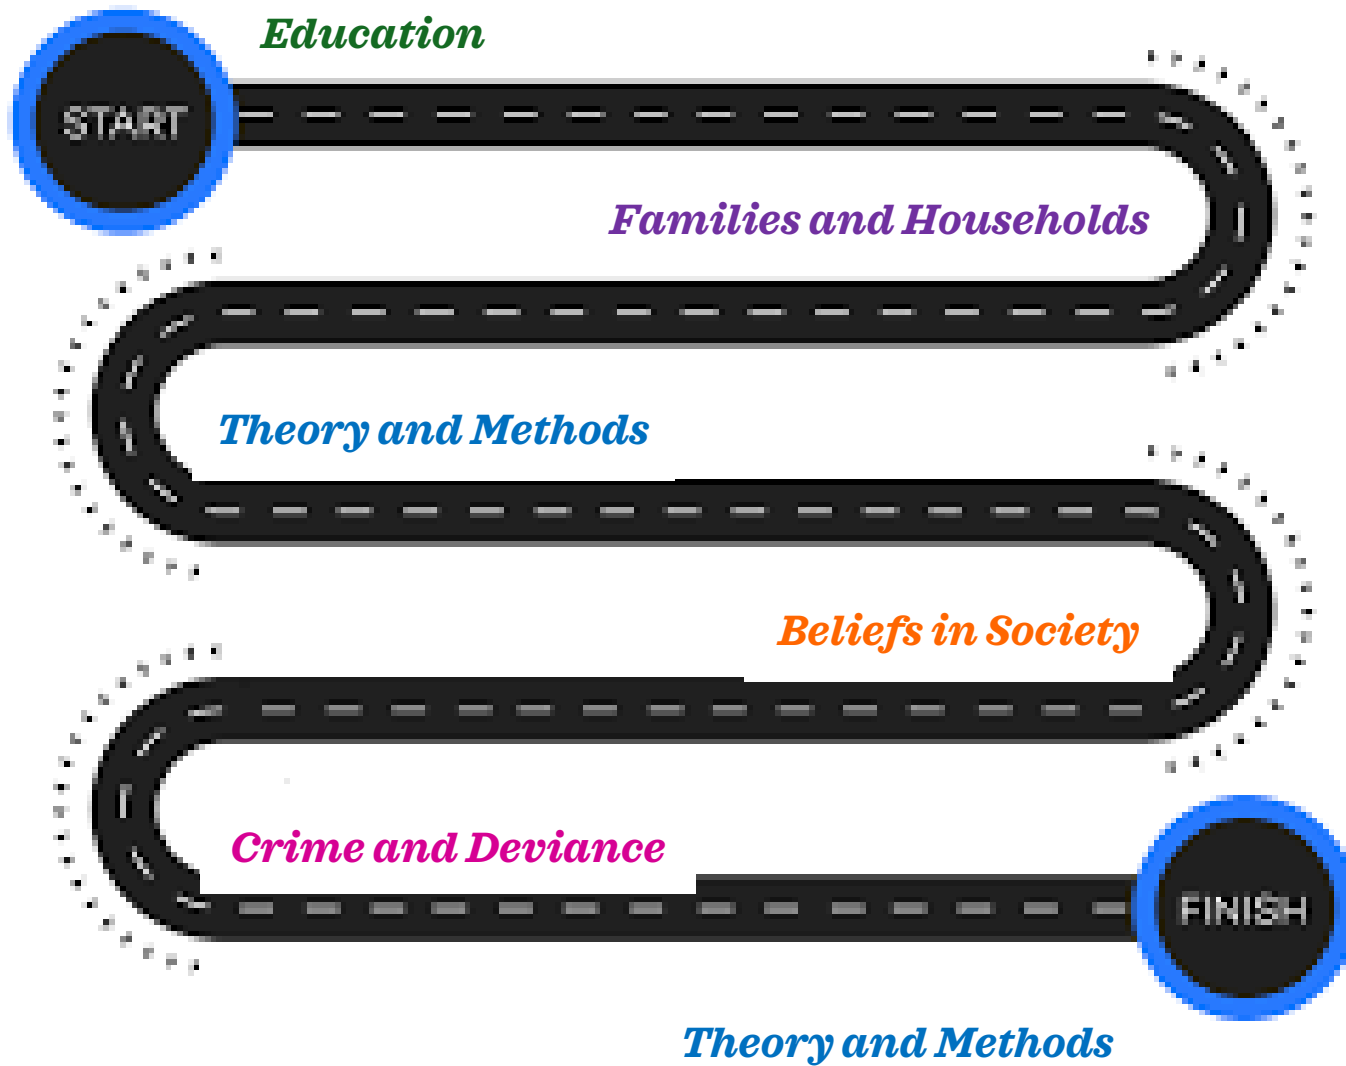 Education
START
Families and Households
Theory and Methods
Beliefs in Society
Crime and Deviance
FINISH
Theory and Methods